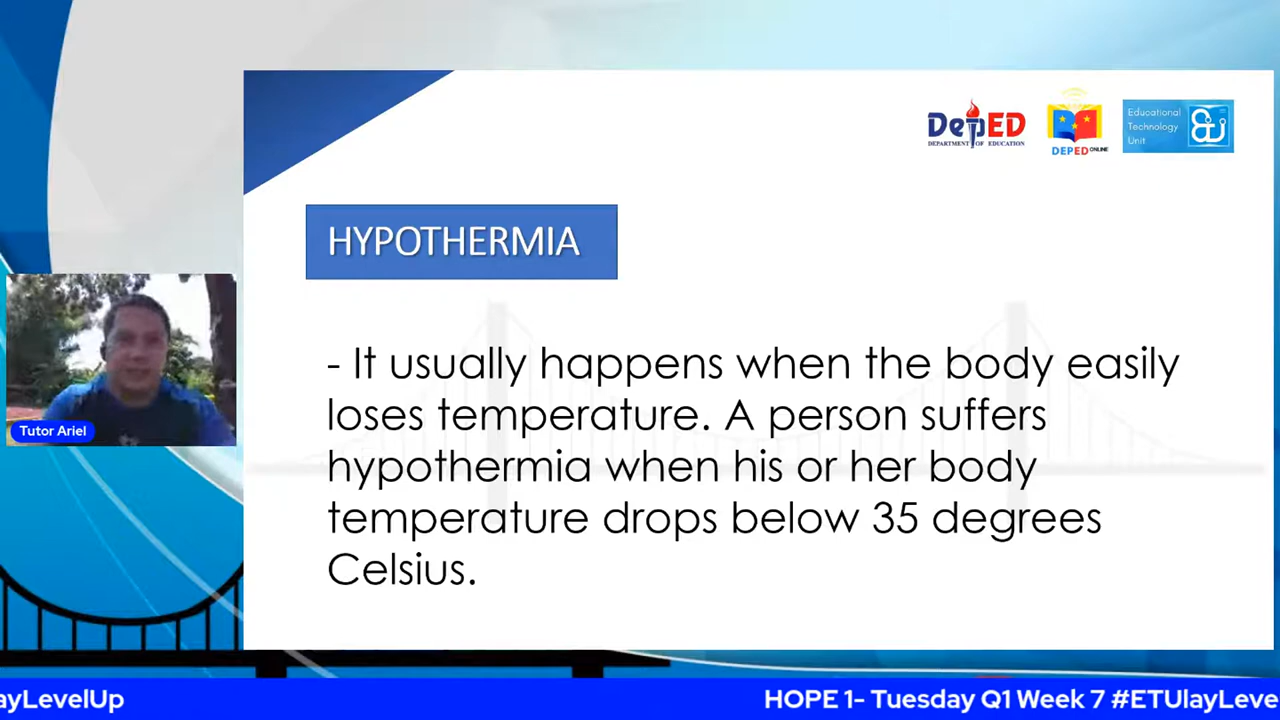 DepED
DEPARTMENT OF EDUCATION
DEPED ONLINE
Educational
Technology
Unit
HYPOTHERMIA
- It usually happens when the body easily
loses temperature. A person suffers
hypothermia when his or her body
temperature drops below 35 degrees
Celsius.
Tutor Ariel
ayLevelUp
HOPE 1- Tuesday Q1 Week 7 #ETUlayLeve